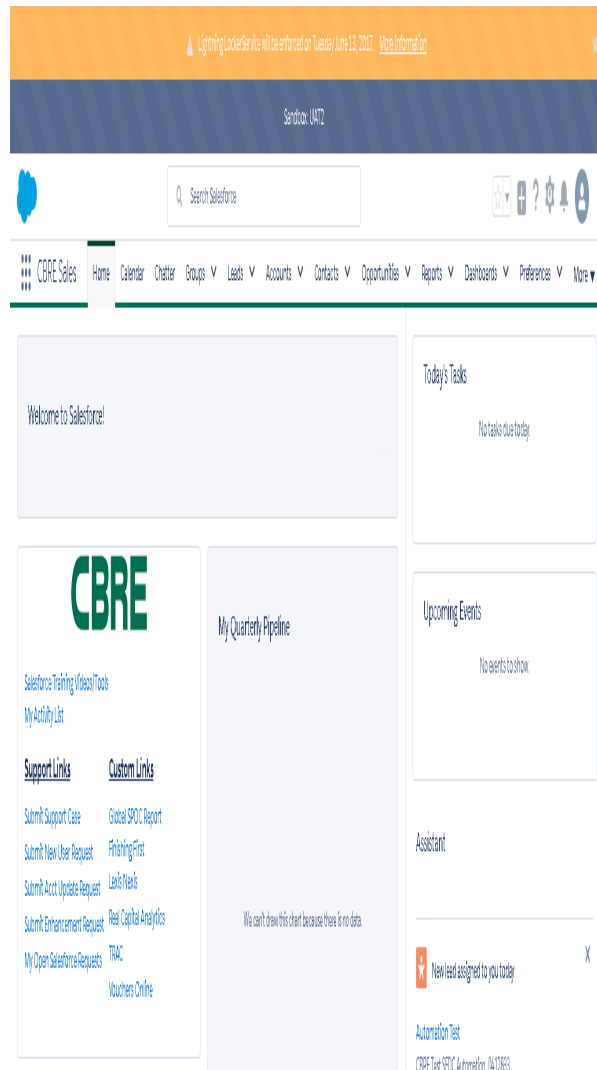 Lightning LockerService will be enforced on Tuesday June 13, 2017. More Information X
Sandbox: UAT2
Search Salesforce
CBRE Sales Home Calendar Chatter Groups Leads Accounts Contacts Opportunities Reports Dashboards Preferences More
Welcome to Salesforce!
Today's Tasks
No tasks due today.
CBRE
Salesforce Training Videos/Tools
My Activity List
Support Links
Submit Support Case
Submit New User Request
Submit Acct Update Request
Submit Enhancement Request
My Open Salesforce Requests
Custom Links
Global SPOC Report
Finishing First
Lexis Nexis
Real Capital Analytics
TRAC
Vouchers Online
My Quarterly Pipeline
We can't draw this chart because there is no data.
Upcoming Events
No events to show.
Assistant
New lead assigned to you today X
Automation Test
CBRE Test SFDC Automation